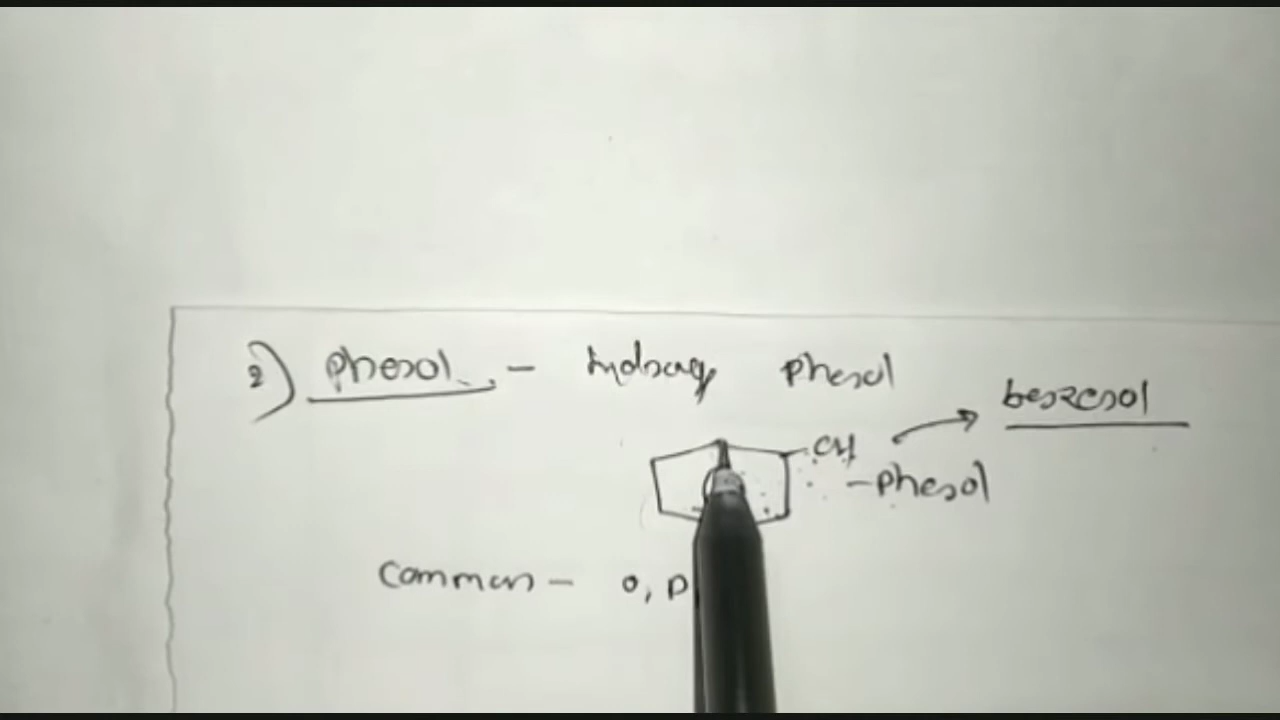 2) phenol - hydroxy phenol
benzenol
OH
- phenol
Common - o, p